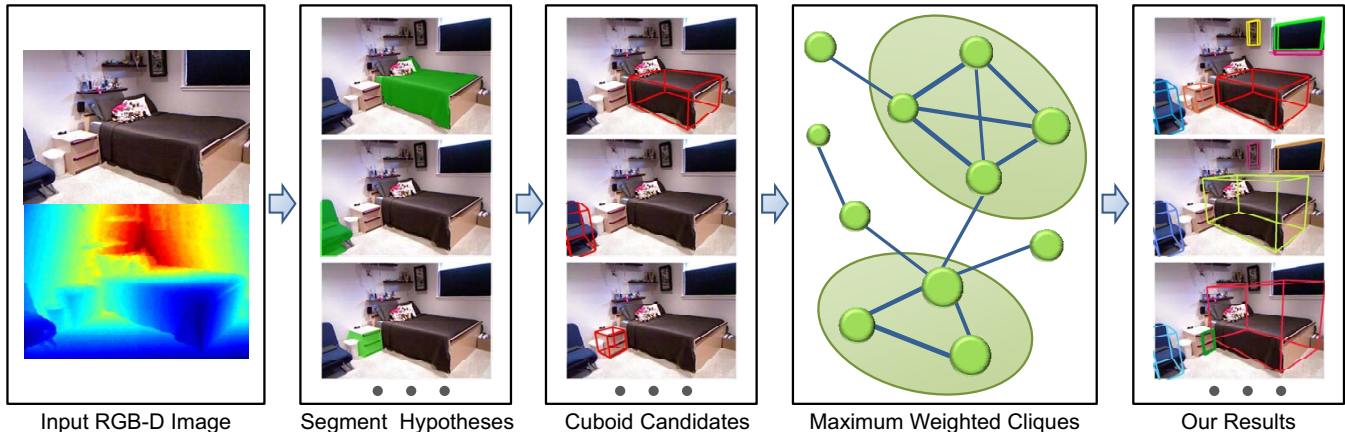 Input RGB-D Image
Segment Hypotheses
Cuboid Candidates
Maximum Weighted Cliques
Our Results